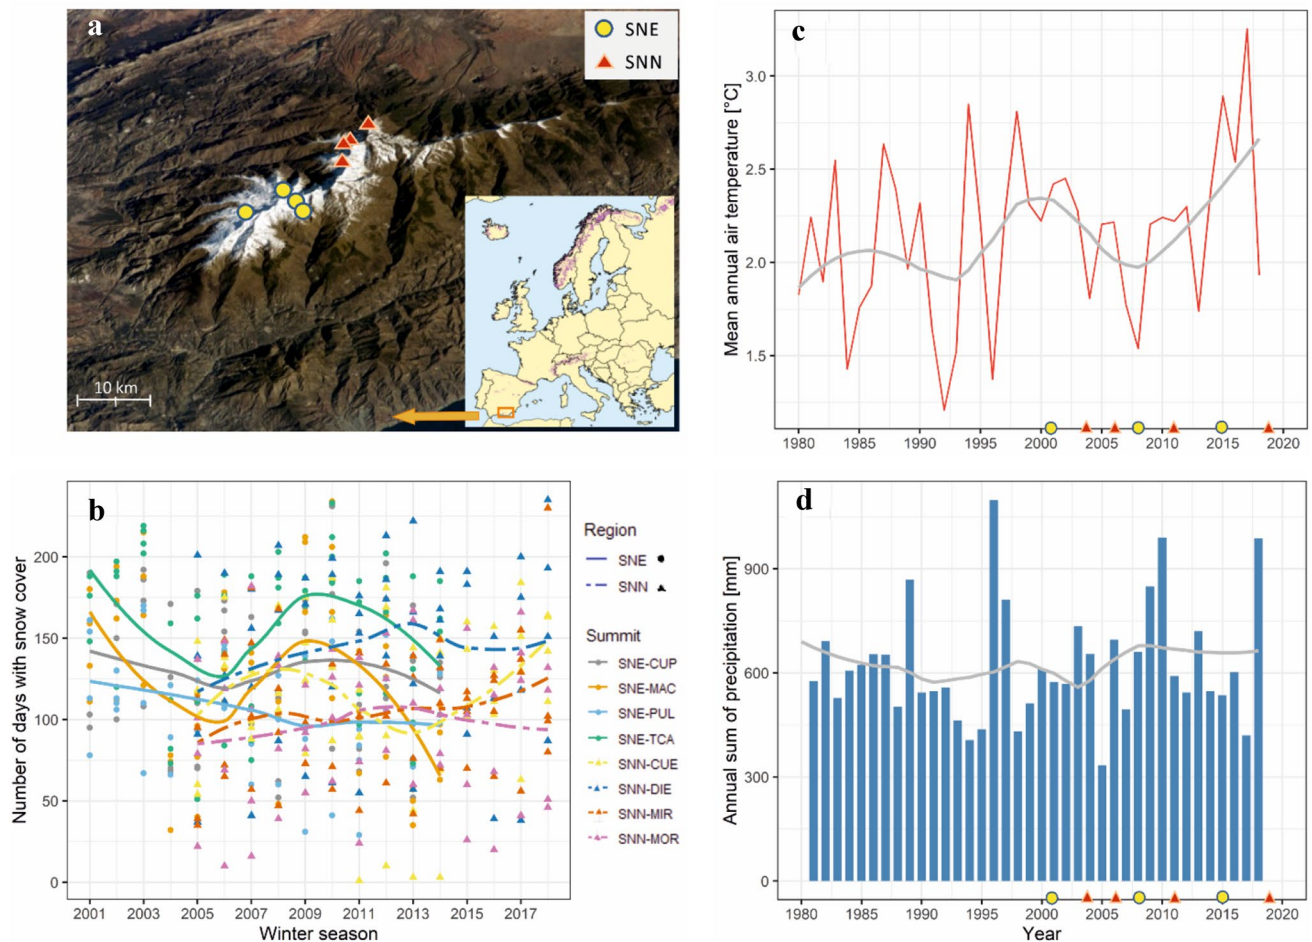 a
SNE
SNN
10 km
c
Mean annual air temperature [°C]
3.0
2.5
2.0
1.5
1980
1985
1990
1995
2000
2005
2010
2015
2020
b
Number of days with snow cover
200
150
100
50
0
2001
2003
2005
2007
2009
2011
2013
2015
2017
Winter season
Region
SNE
SNN
Summit
SNE-CUP
SNE-MAC
SNE-PUL
SNE-TCA
SNN-CUE
SNN-DIE
SNN-MIR
SNN-MOR
d
Annual sum of precipitation [mm]
900
600
300
0
1980
1985
1990
1995
2000
2005
2010
2015
2020
Year